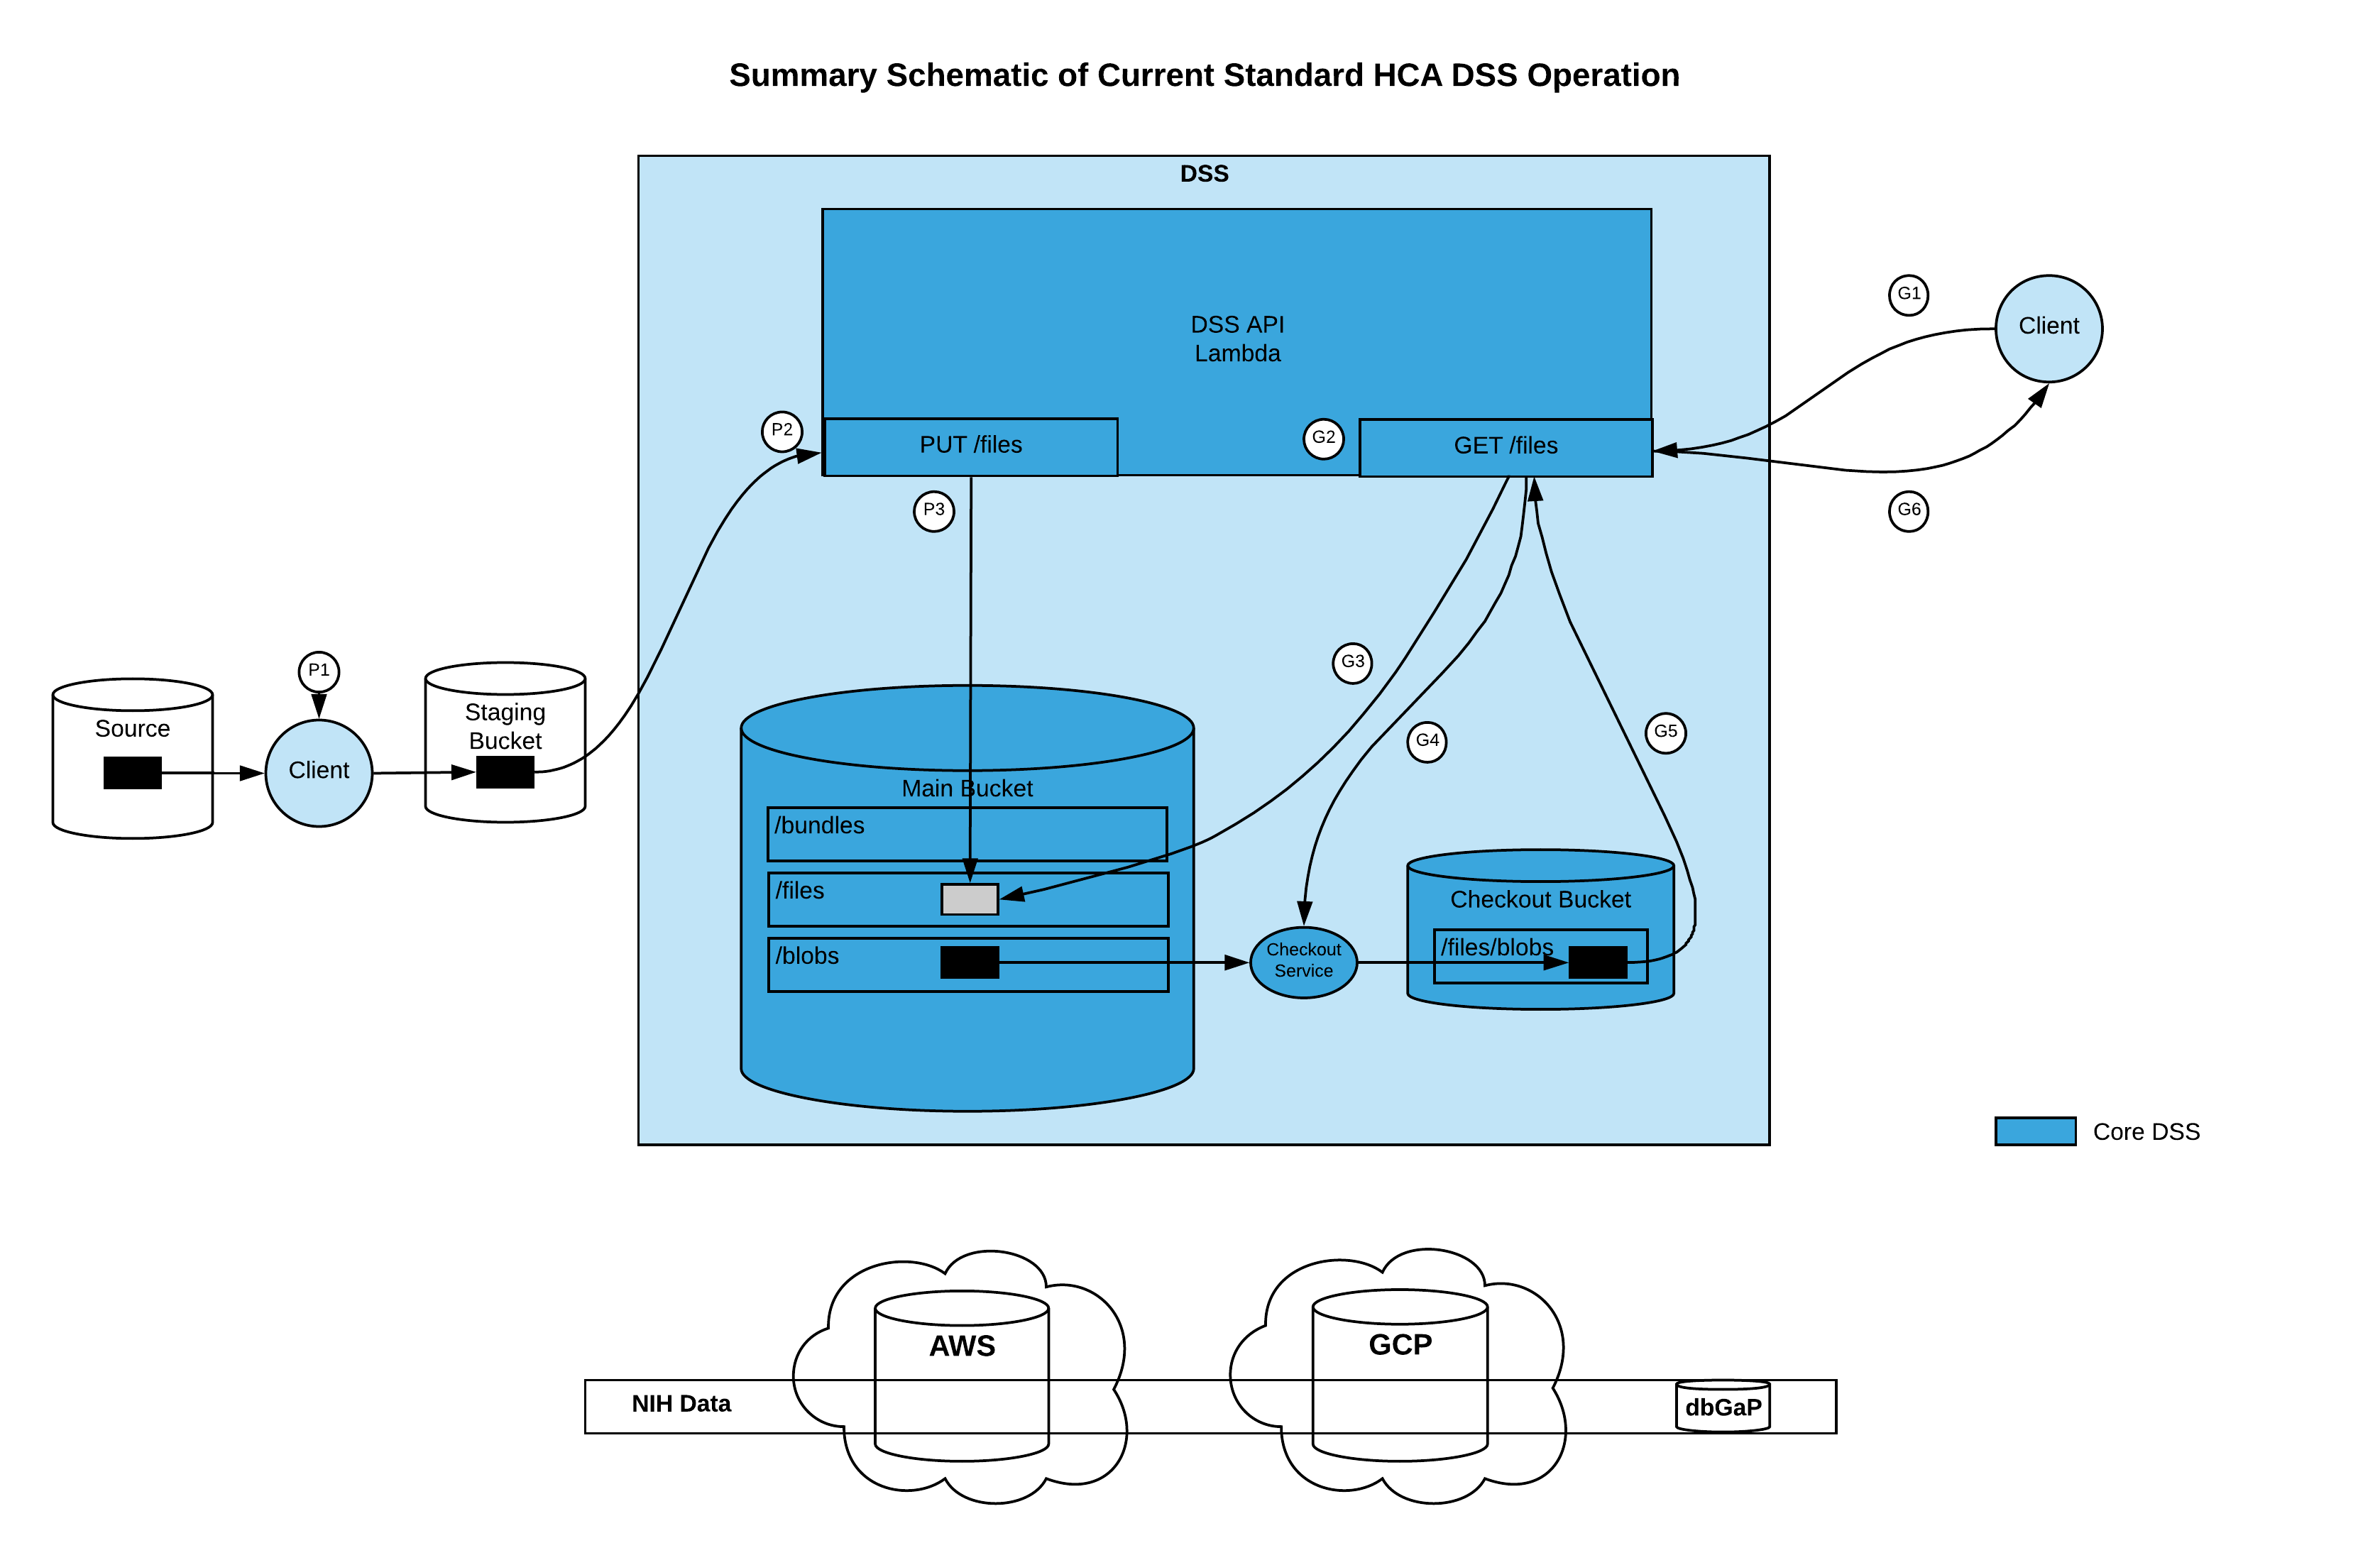 Summary Schematic of Current Standard HCA DSS Operation
DSS
DSS API
Lambda
G1
Client
P2
PUT /files
G2
GET /files
P3
G6
P1
Source
Client
Staging
Bucket
G3
G4
G5
Main Bucket
/bundles
/files
/blobs
Checkout
Service
Checkout Bucket
/files/blobs
Core DSS
AWS
GCP
NIH Data
dbGaP